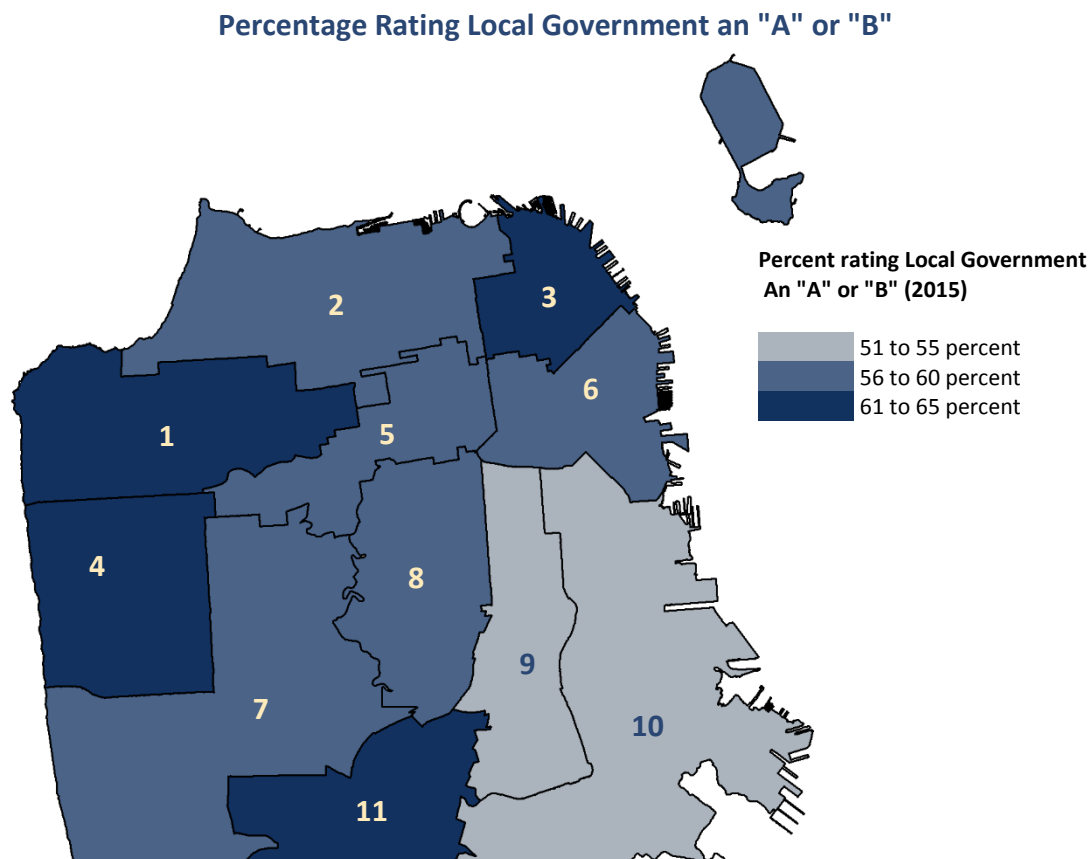 Percentage Rating Local Government an "A" or "B"
Percent rating Local Government
An "A" or "B" (2015)
51 to 55 percent
56 to 60 percent
61 to 65 percent
2
3
6
1
5
4
8
9
7
10
11